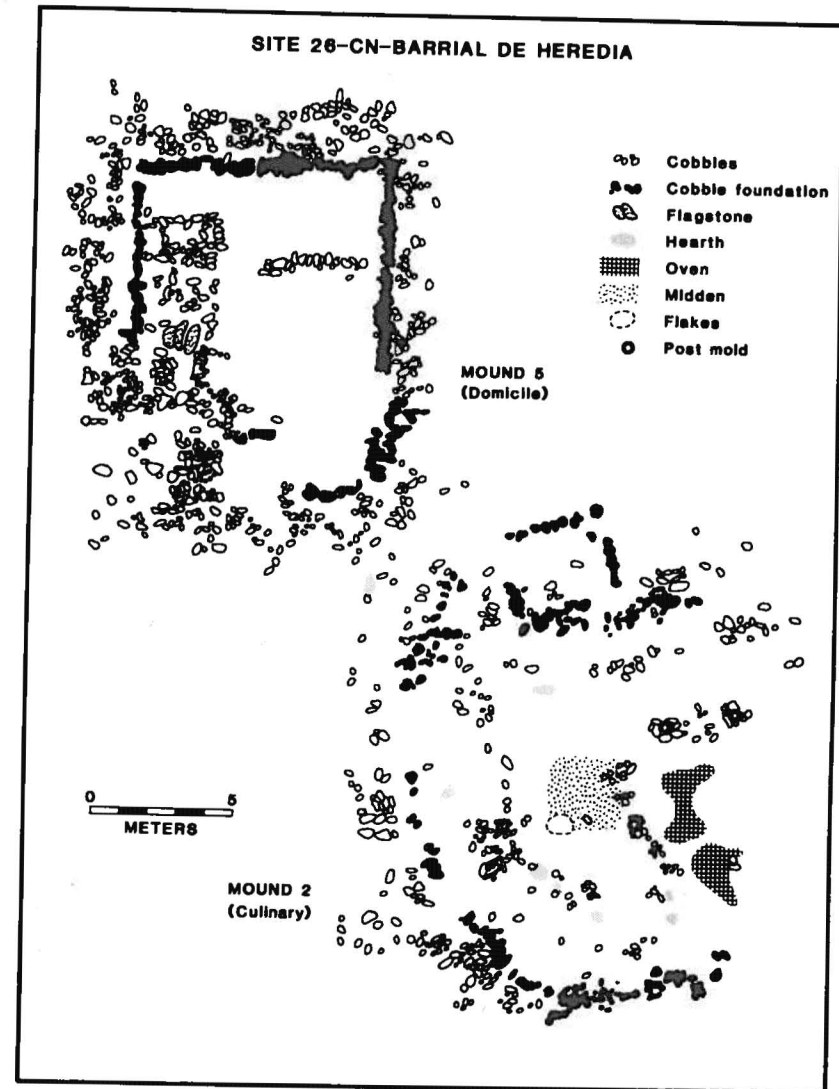 SITE 26-CN-BARRIAL DE HEREDIA
Cobbles
Cobble foundation
Flagstone
Hearth
Oven
Midden
Flakes
Post mold
MOUND 5
(Domicile)
0 5
METERS
MOUND 2
(Culinary)